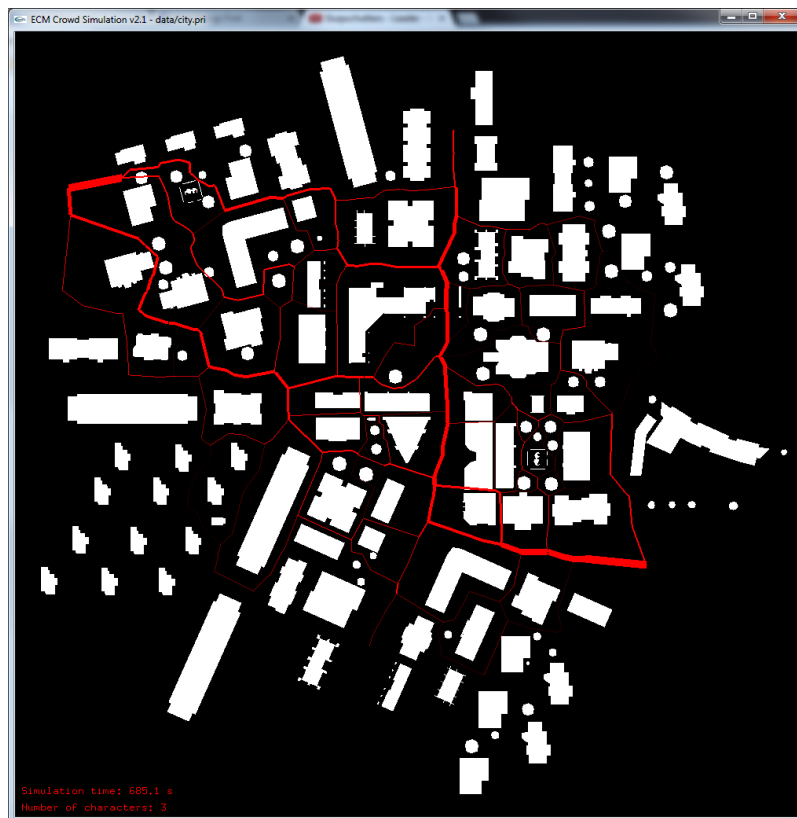 ECM Crowd Simulation v2.1 - data/city.pri
Simulation time: 685,1 s
Number of characters: 3